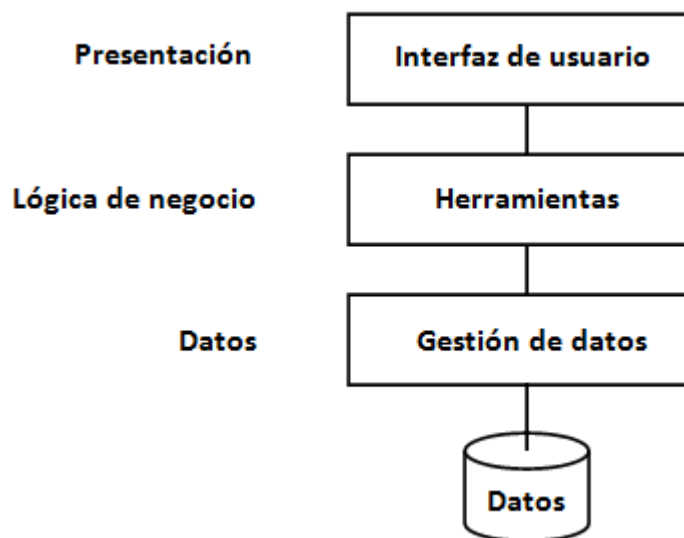 Presentación
Interfaz de usuario
Lógica de negocio
Herramientas
Datos
Gestión de datos
Datos